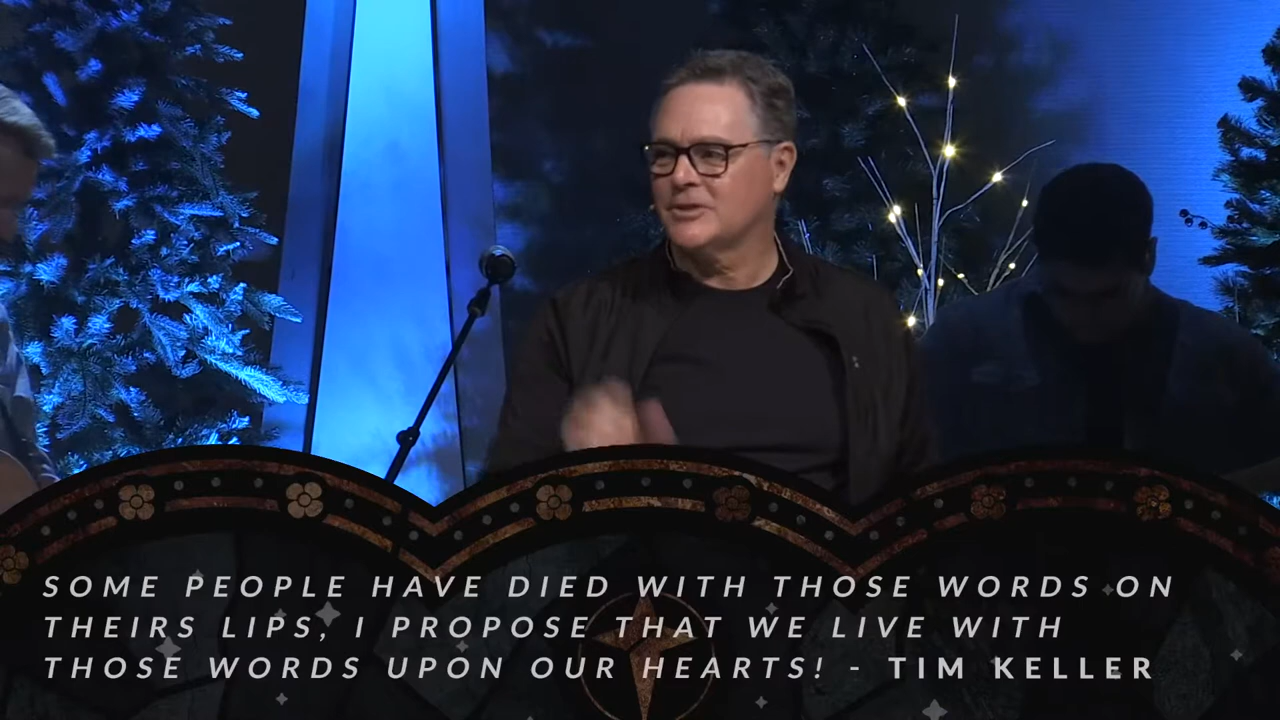 SOME PEOPLE HAVE DIED WITH THOSE WORDS ON
THEIRS LIPS, I PROPOSE THAT WE LIVE WITH
THOSE WORDS UPON OUR HEARTS! - TIM KELLER